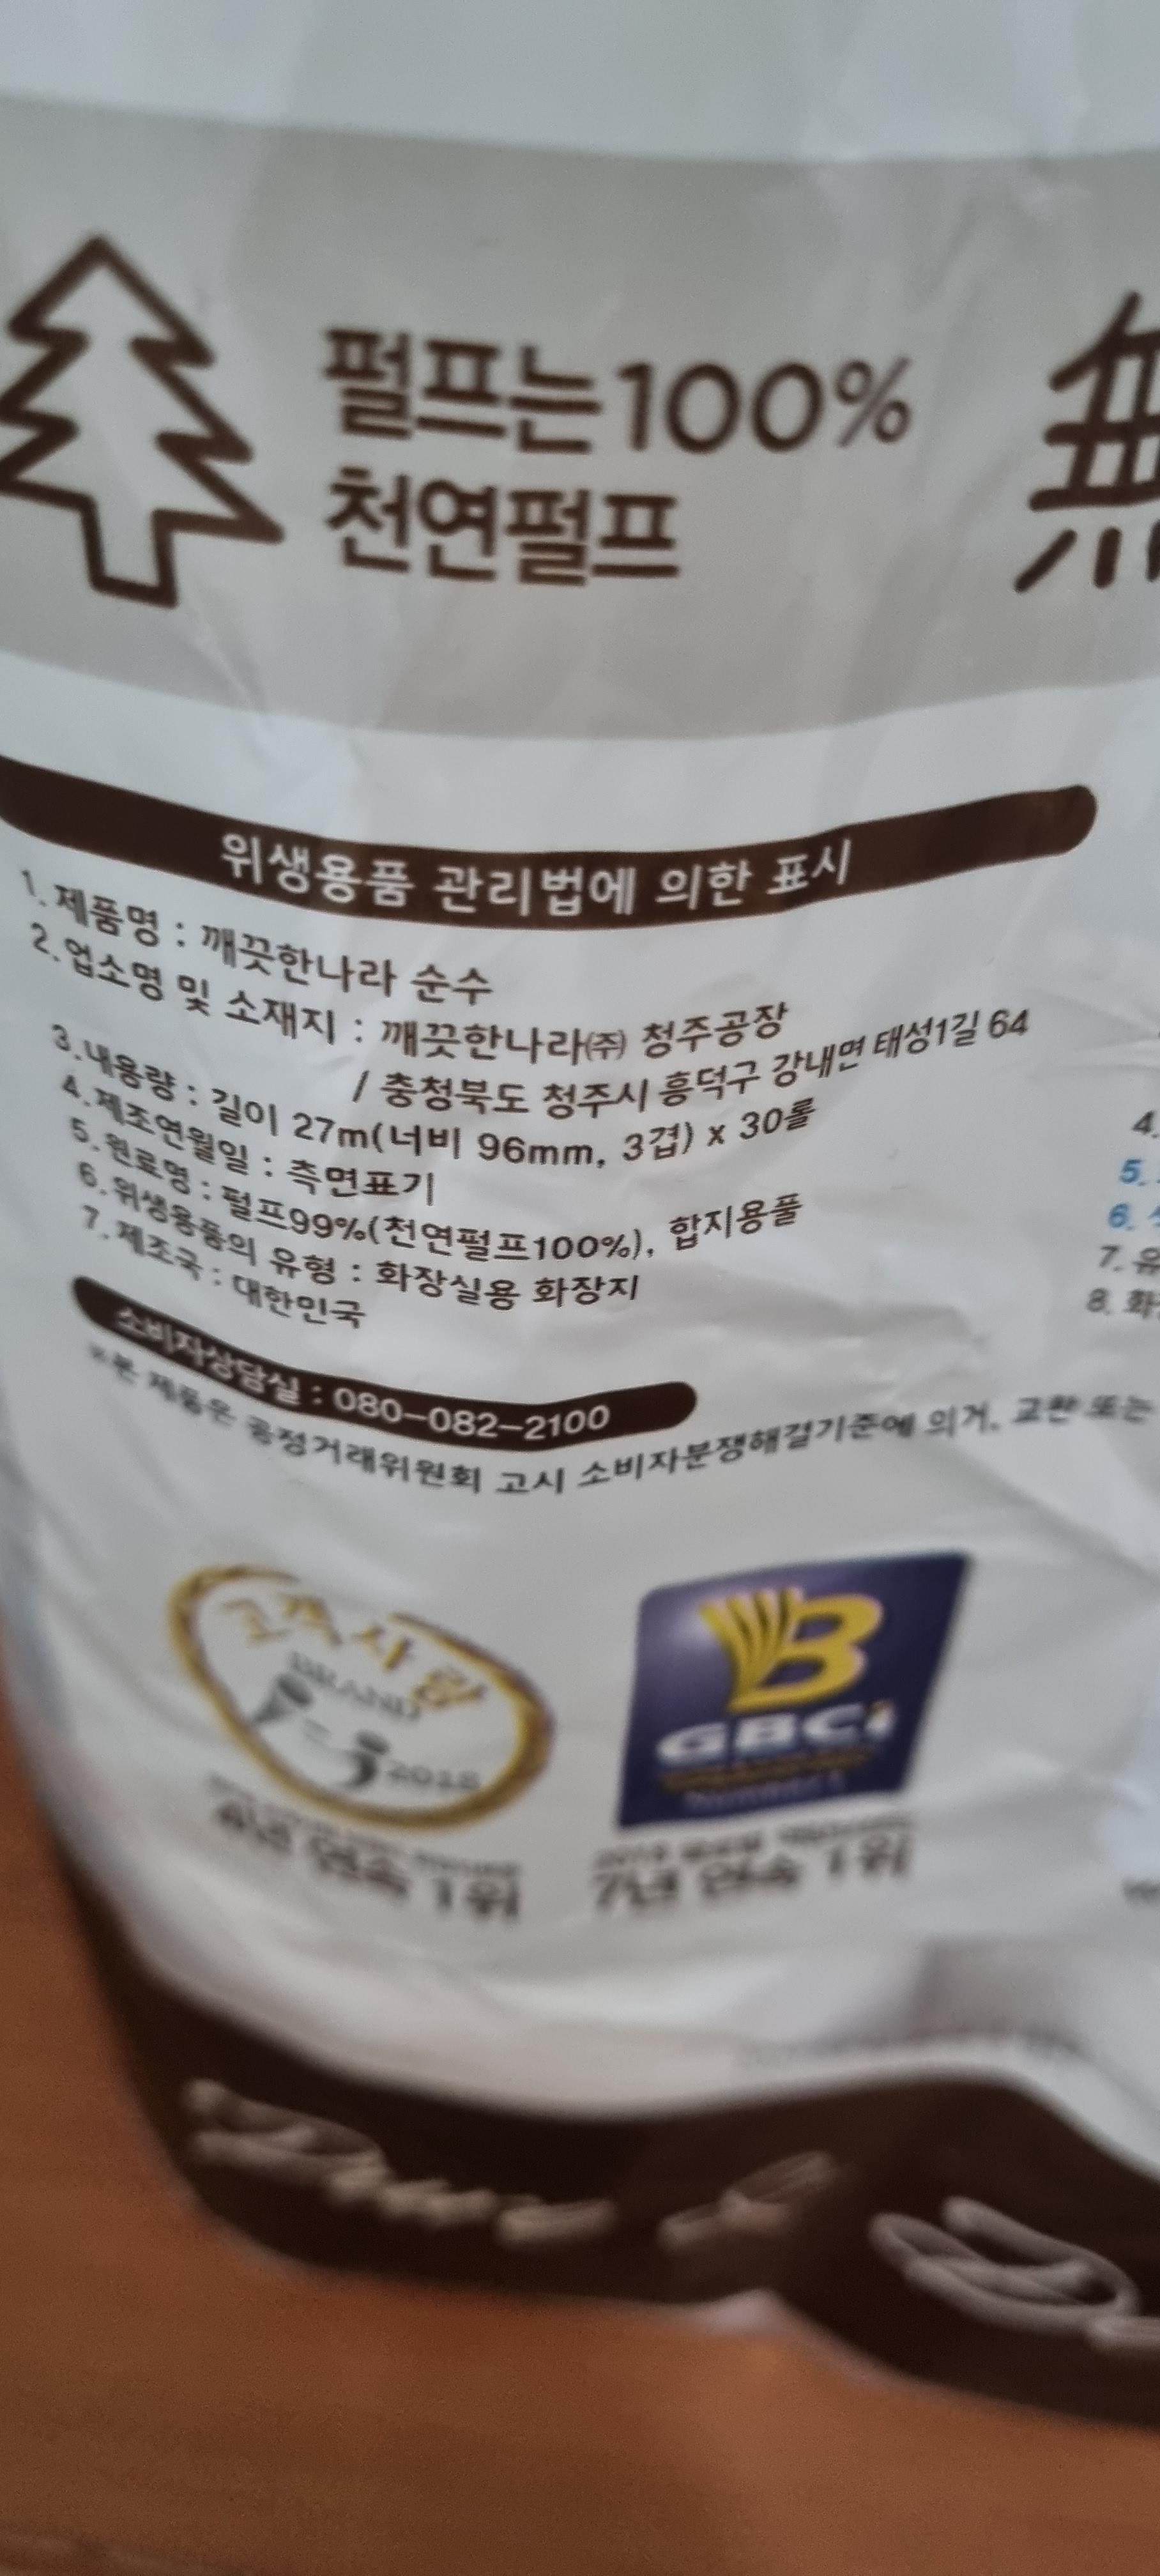 펄프는100%
천연펄프
無
위생용품 관리법에 의한 표시
1. 제품명 : 깨끗한나라 순수
2. 업소명 및 소재지 : 깨끗한나라㈜ 청주공장
/ 충청북도 청주시 흥덕구 강내면 태성1길 64
3. 내용량 : 길이 27m(너비 96mm, 3겹) x 30롤
4. 제조연월일 : 측면표기
5. 원료명 : 펄프99%(천연펄프100%), 합지용풀
6. 위생용품의 유형 : 화장실용 화장지
7. 제조국 : 대한민국
4.
5.
6.
7. 유
8. 화
소비자상담실 : 080-082-2100
※본 제품은 공정거래위원회 고시 소비자분쟁해결기준에 의거, 교환 또는
고객사랑
BRAND
2018
B
GBCI
7년 연속 1위
연속 1위